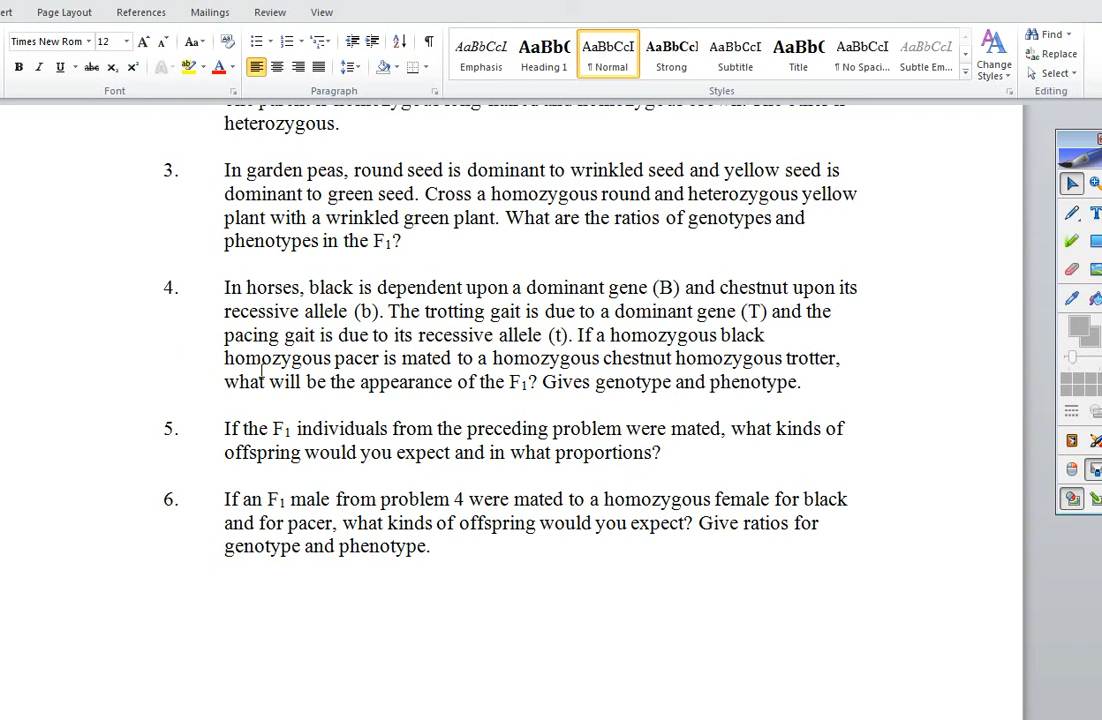 ert Page Layout References Mailings Review View
Times New Rom 12 Aa
B I U abc x₂ x² A ab A
Font Paragraph Styles Editing
AaBbCcI AaBb( AaBbCcI AaBbCcI AaBbCcI AaBb( AaBbCcI AaBbCcI
Emphasis Heading 1 ¶ Normal Strong Subtitle Title ¶ No Spaci... Subtle Em...
Change Styles
Find
Replace
Select
heterozygous.
3. In garden peas, round seed is dominant to wrinkled seed and yellow seed is
dominant to green seed. Cross a homozygous round and heterozygous yellow
plant with a wrinkled green plant. What are the ratios of genotypes and
phenotypes in the F₁?
4. In horses, black is dependent upon a dominant gene (B) and chestnut upon its
recessive allele (b). The trotting gait is due to a dominant gene (T) and the
pacing gait is due to its recessive allele (t). If a homozygous black
homozygous pacer is mated to a homozygous chestnut homozygous trotter,
what will be the appearance of the F₁? Gives genotype and phenotype.
5. If the F₁ individuals from the preceding problem were mated, what kinds of
offspring would you expect and in what proportions?
6. If an F₁ male from problem 4 were mated to a homozygous female for black
and for pacer, what kinds of offspring would you expect? Give ratios for
genotype and phenotype.